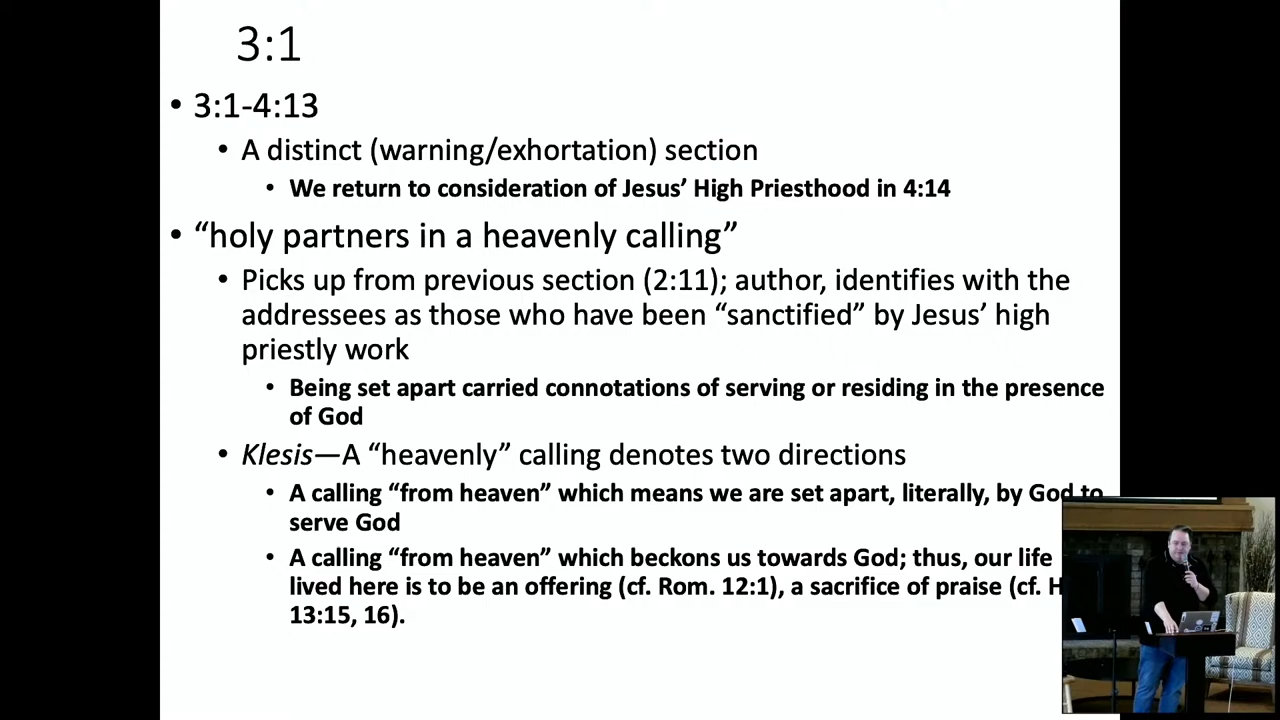 3:1
• 3:1-4:13
• A distinct (warning/exhortation) section
• We return to consideration of Jesus’ High Priesthood in 4:14
• “holy partners in a heavenly calling”
• Picks up from previous section (2:11); author, identifies with the
addressees as those who have been “sanctified” by Jesus’ high
priestly work
• Being set apart carried connotations of serving or residing in the presence
of God
• Klesis—A “heavenly” calling denotes two directions
• A calling “from heaven” which means we are set apart, literally, by God to
serve God
• A calling “from heaven” which beckons us towards God; thus, our life
lived here is to be an offering (cf. Rom. 12:1), a sacrifice of praise (cf.
13:15, 16).